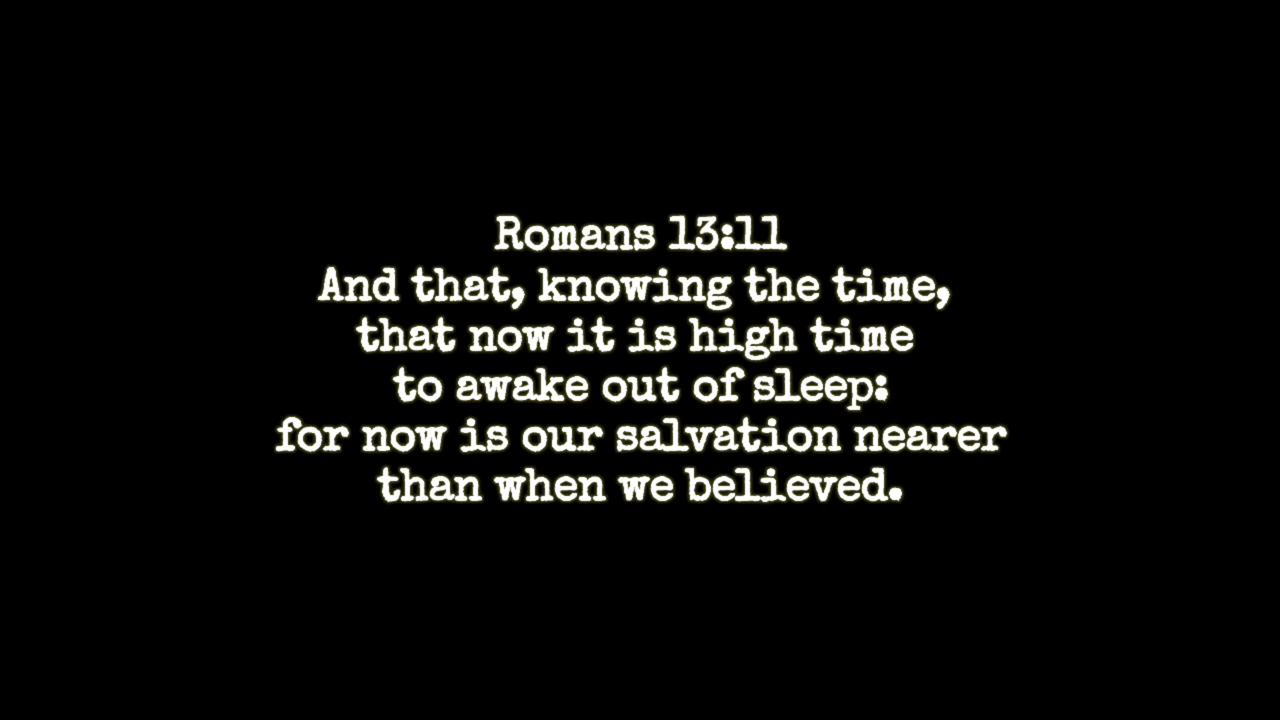 Romans 13:11
And that, knowing the time,
that now it is high time
to awake out of sleep:
for now is our salvation nearer
than when we believed.